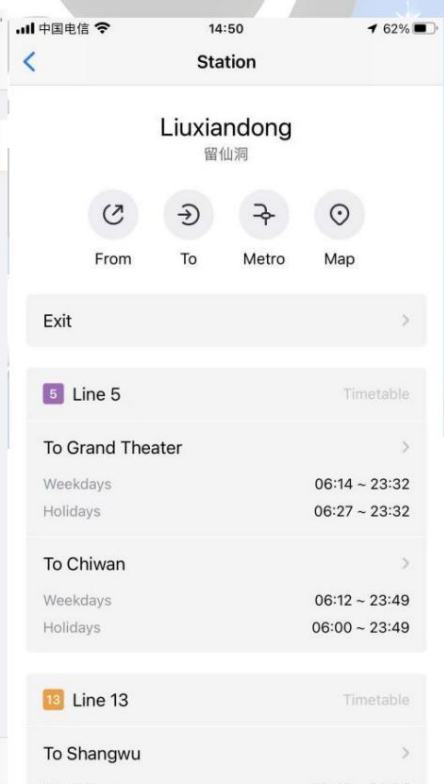 中国电信 14:50 62%
Station
Liuxiandong
留仙洞
From To Metro Map
Exit
5 Line 5 Timetable
To Grand Theater
Weekdays 06:14 ~ 23:32
Holidays 06:27 ~ 23:32
To Chiwan
Weekdays 06:12 ~ 23:49
Holidays 06:00 ~ 23:49
13 Line 13 Timetable
To Shangwu